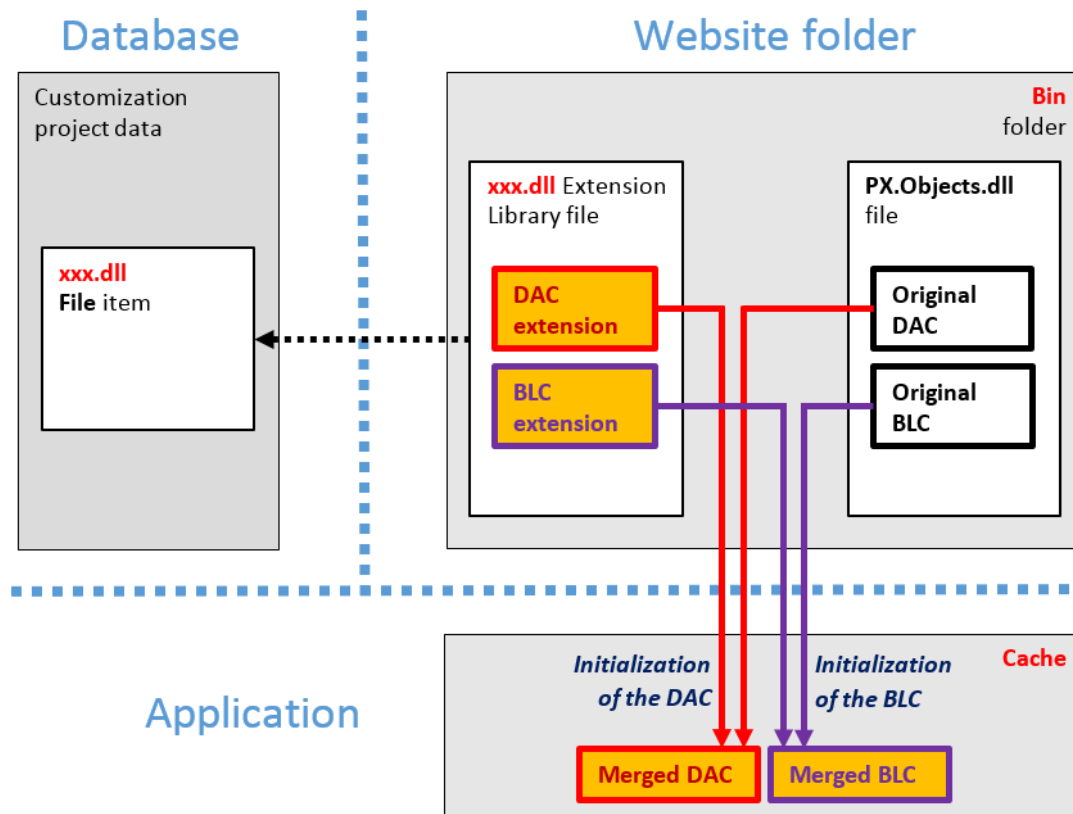 Database
Website folder
Customization
project data
xxx.dll
File item
Bin
folder
xxx.dll Extension
Library file
PX.Objects.dll
file
DAC
extension
Original
DAC
BLC
extension
Original
BLC
Application
Cache
Initialization
of the DAC
Initialization
of the BLC
Merged DAC
Merged BLC